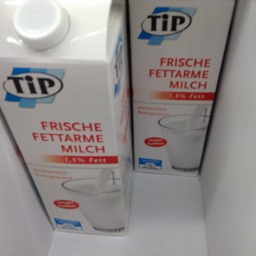 TiP
FRISCHE
FETTARME
MILCH
1,5% Fett
TiP
FRISCHE
FETTARME
MILCH
1,5% Fett